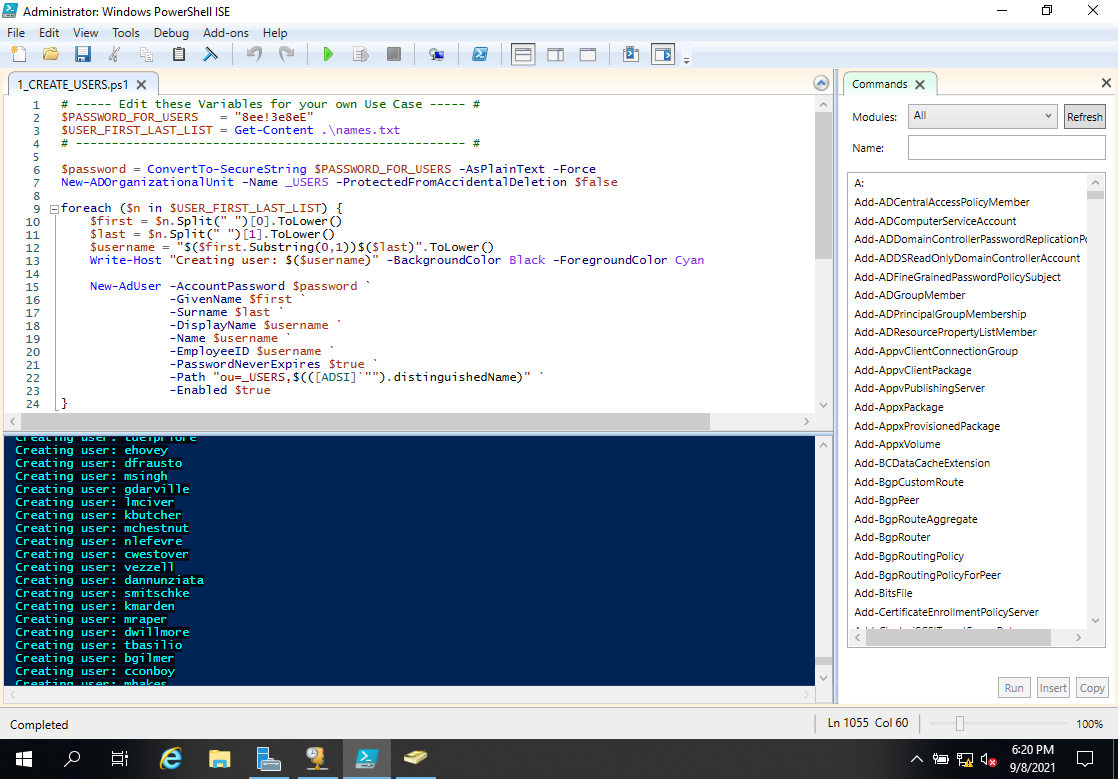 Administrator: Windows PowerShell ISE
File Edit View Tools Debug Add-ons Help
1_CREATE_USERS.ps1
1 # ----- Edit these Variables for your own Use Case ----- #
2 $PASSWORD_FOR_USERS   = "8ee!3e8eE"
3 $USER_FIRST_LAST_LIST = Get-Content .\names.txt
4 # ------------------------------------------------------ #
5
6 $password = ConvertTo-SecureString $PASSWORD_FOR_USERS -AsPlainText -Force
7 New-ADOrganizationalUnit -Name _USERS -ProtectedFromAccidentalDeletion $false
8
9 foreach ($n in $USER_FIRST_LAST_LIST) {
10     $first = $n.Split(" ")[0].ToLower()
11     $last = $n.Split(" ")[1].ToLower()
12     $username = "$($first.Substring(0,1))$($last)".ToLower()
13     Write-Host "Creating user: $($username)" -BackgroundColor Black -ForegroundColor Cyan
14
15     New-AdUser -AccountPassword $password `
16                -GivenName $first `
17                -Surname $last `
18                -DisplayName $username `
19                -Name $username `
20                -EmployeeID $username `
21                -PasswordNeverExpires $true `
22                -Path "ou=_USERS,$(([ADSI]`"").distinguishedName)" `
23                -Enabled $true
24 }
Creating user: tdelpriore
Creating user: ehovey
Creating user: dfrausto
Creating user: msingh
Creating user: gdarville
Creating user: lmciver
Creating user: kbutcher
Creating user: mchestnut
Creating user: nlefevre
Creating user: cwestover
Creating user: vezzell
Creating user: dannunziata
Creating user: smitschke
Creating user: kmarden
Creating user: mraper
Creating user: dwillmore
Creating user: tbasilio
Creating user: bgilmer
Creating user: cconboy
Creating user: mhakes
Commands
Modules: All Refresh
Name:
A:
Add-ADCentralAccessPolicyMember
Add-ADComputerServiceAccount
Add-ADDomainControllerPasswordReplicationPo
Add-ADDSReadOnlyDomainControllerAccount
Add-ADFineGrainedPasswordPolicySubject
Add-ADGroupMember
Add-ADPrincipalGroupMembership
Add-ADResourcePropertyListMember
Add-AppvClientConnectionGroup
Add-AppvClientPackage
Add-AppvPublishingServer
Add-AppxPackage
Add-AppxProvisionedPackage
Add-AppxVolume
Add-BCDataCacheExtension
Add-BgpCustomRoute
Add-BgpPeer
Add-BgpRouteAggregate
Add-BgpRouter
Add-BgpRoutingPolicy
Add-BgpRoutingPolicyForPeer
Add-BitsFile
Add-CertificateEnrollmentPolicyServer
Run Insert Copy
Completed
Ln 1055 Col 60
100%
6:20 PM
9/8/2021